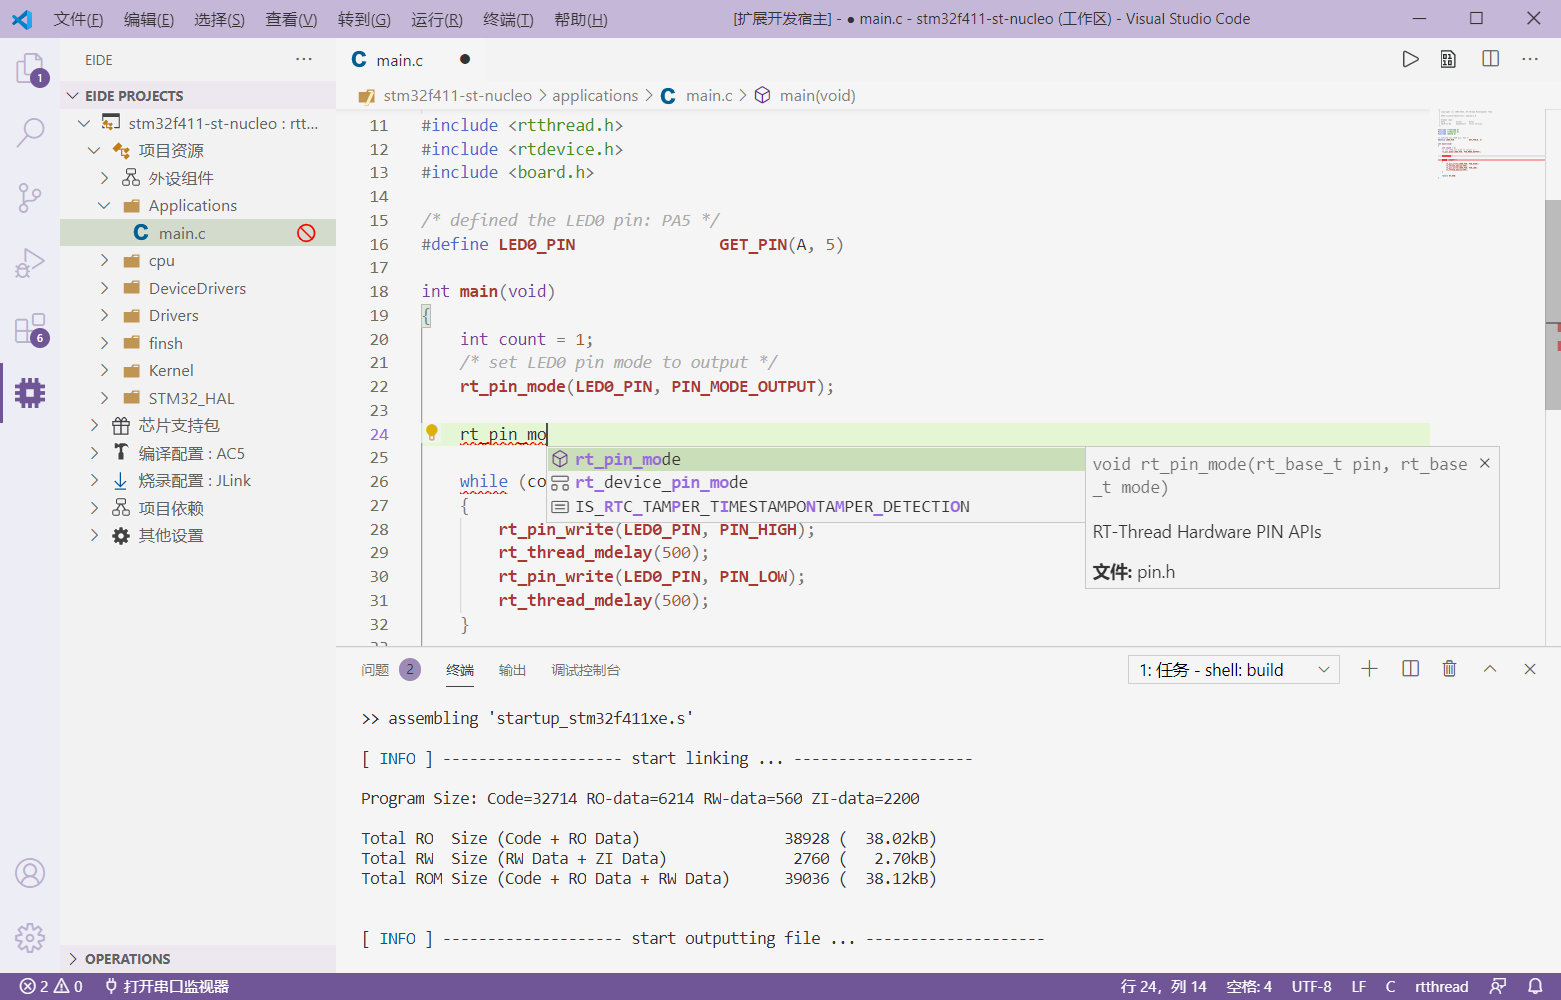 文件(F) 编辑(E) 选择(S) 查看(V) 转到(G) 运行(R) 终端(T) 帮助(H) [扩展开发宿主] - ● main.c - stm32f411-st-nucleo (工作区) - Visual Studio Code
1
6
EIDE ···
EIDE PROJECTS
stm32f411-st-nucleo : rtt...
项目资源
外设组件
Applications
C main.c
cpu
DeviceDrivers
Drivers
finsh
Kernel
STM32_HAL
芯片支持包
编译配置 : AC5
烧录配置 : JLink
项目依赖
其他设置
OPERATIONS
C main.c ●
stm32f411-st-nucleo > applications > C main.c > main(void)
11 #include <rtthread.h>
12 #include <rtdevice.h>
13 #include <board.h>
14
15 /* defined the LED0 pin: PA5 */
16 #define LED0_PIN GET_PIN(A, 5)
17
18 int main(void)
19 {
20 int count = 1;
21 /* set LED0 pin mode to output */
22 rt_pin_mode(LED0_PIN, PIN_MODE_OUTPUT);
23
24 rt_pin_mo
25
26 while (co
27 {
28 rt_pin_write(LED0_PIN, PIN_HIGH);
29 rt_thread_mdelay(500);
30 rt_pin_write(LED0_PIN, PIN_LOW);
31 rt_thread_mdelay(500);
32 }
rt_pin_mode
rt_device_pin_mode
IS_RTC_TAMPER_TIMESTAMPONTAMPER_DETECTION
void rt_pin_mode(rt_base_t pin, rt_base
_t mode)
RT-Thread Hardware PIN APIs
文件: pin.h
问题 2 终端 输出 调试控制台 1: 任务 - shell: build
>> assembling 'startup_stm32f411xe.s'
[ INFO ] -------------------- start linking ... --------------------
Program Size: Code=32714 RO-data=6214 RW-data=560 ZI-data=2200
Total RO  Size (Code + RO Data)                38928 (  38.02kB)
Total RW  Size (RW Data + ZI Data)              2760 (   2.70kB)
Total ROM Size (Code + RO Data + RW Data)      39036 (  38.12kB)
[ INFO ] -------------------- start outputting file ... --------------------
2 0 打开串口监视器 行 24，列 14 空格: 4 UTF-8 LF C rtthread